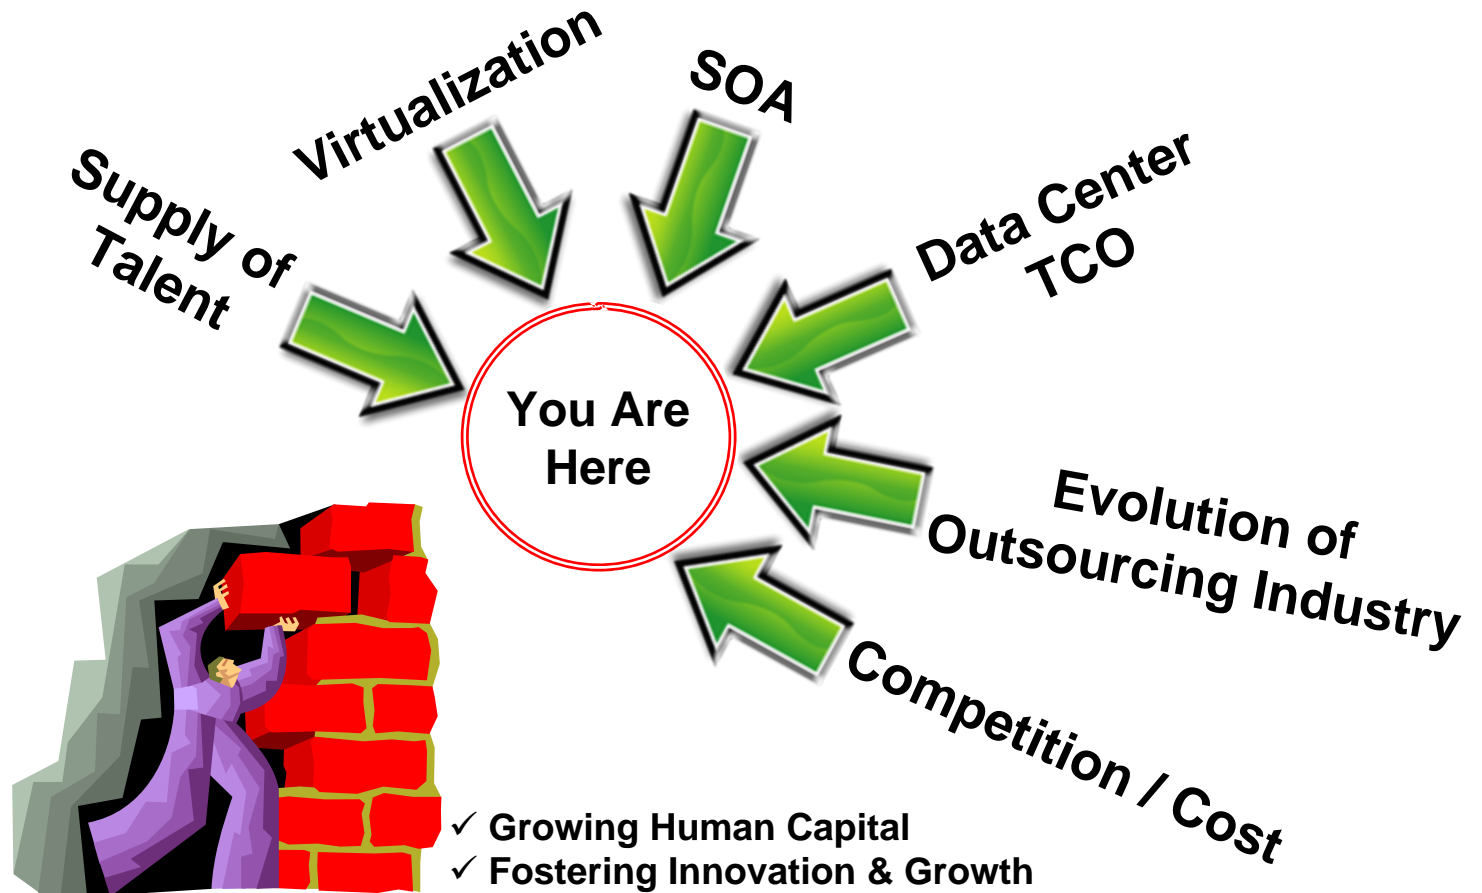 Virtualization
SOA
Supply of
Talent
Data Center
TCO
You Are
Here
Evolution of
Outsourcing Industry
Competition / Cost
✓ Growing Human Capital
✓ Fostering Innovation & Growth